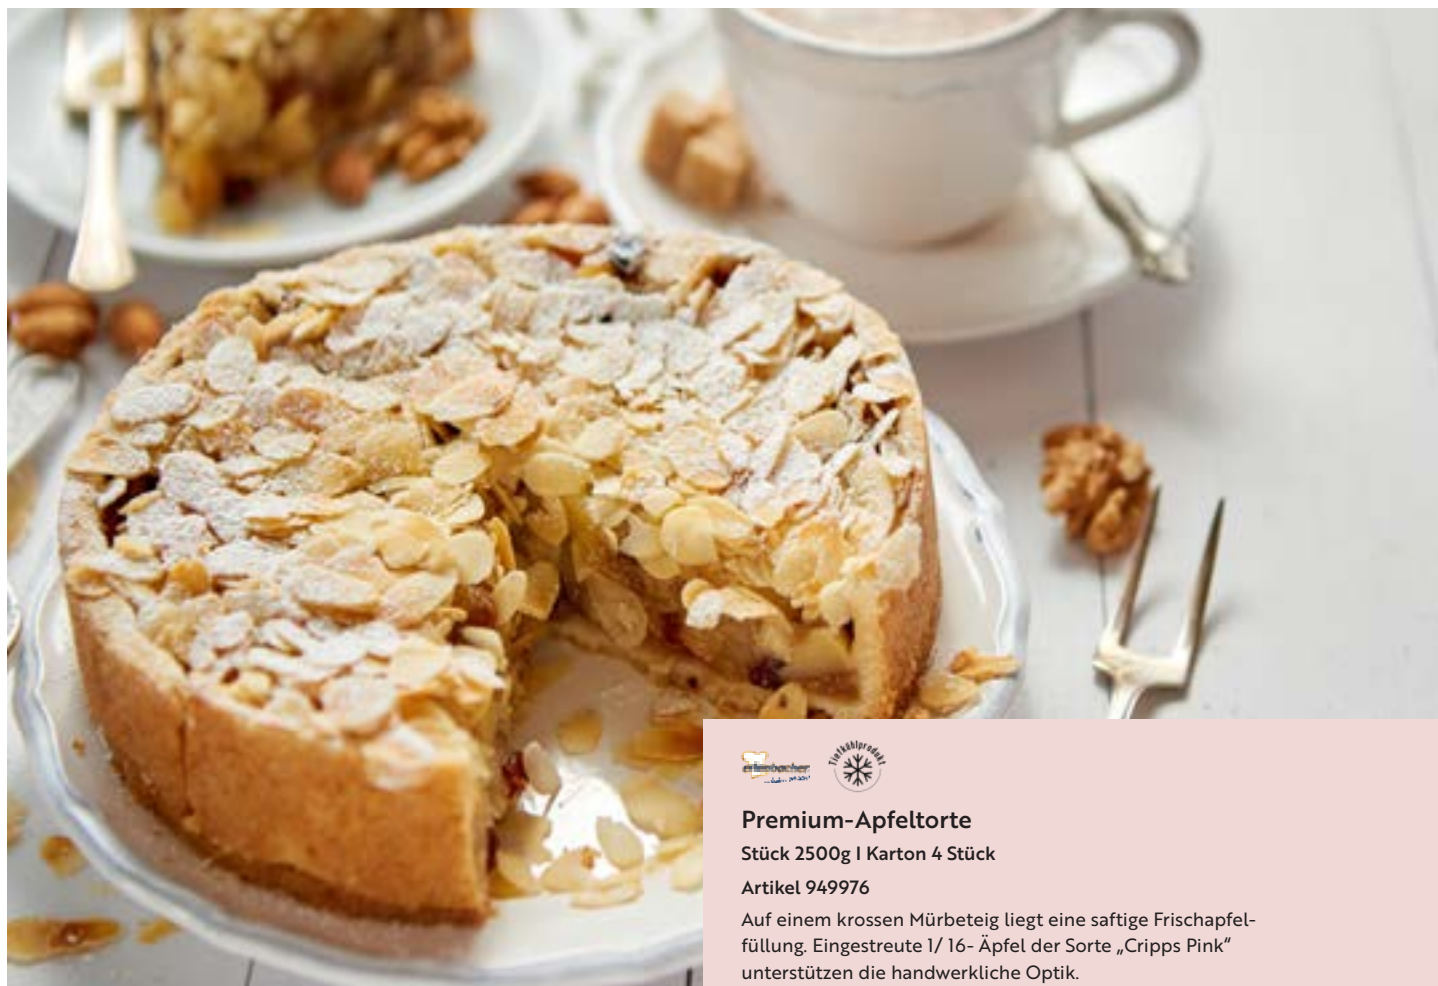 erlenbacher
Tiefkühlprodukt
Premium-Apfeltorte
Stück 2500g I Karton 4 Stück
Artikel 949976
Auf einem krossen Mürbeteig liegt eine saftige Frischapfel-
füllung. Eingestreute 1/ 16- Äpfel der Sorte „Cripps Pink“
unterstützen die handwerkliche Optik.